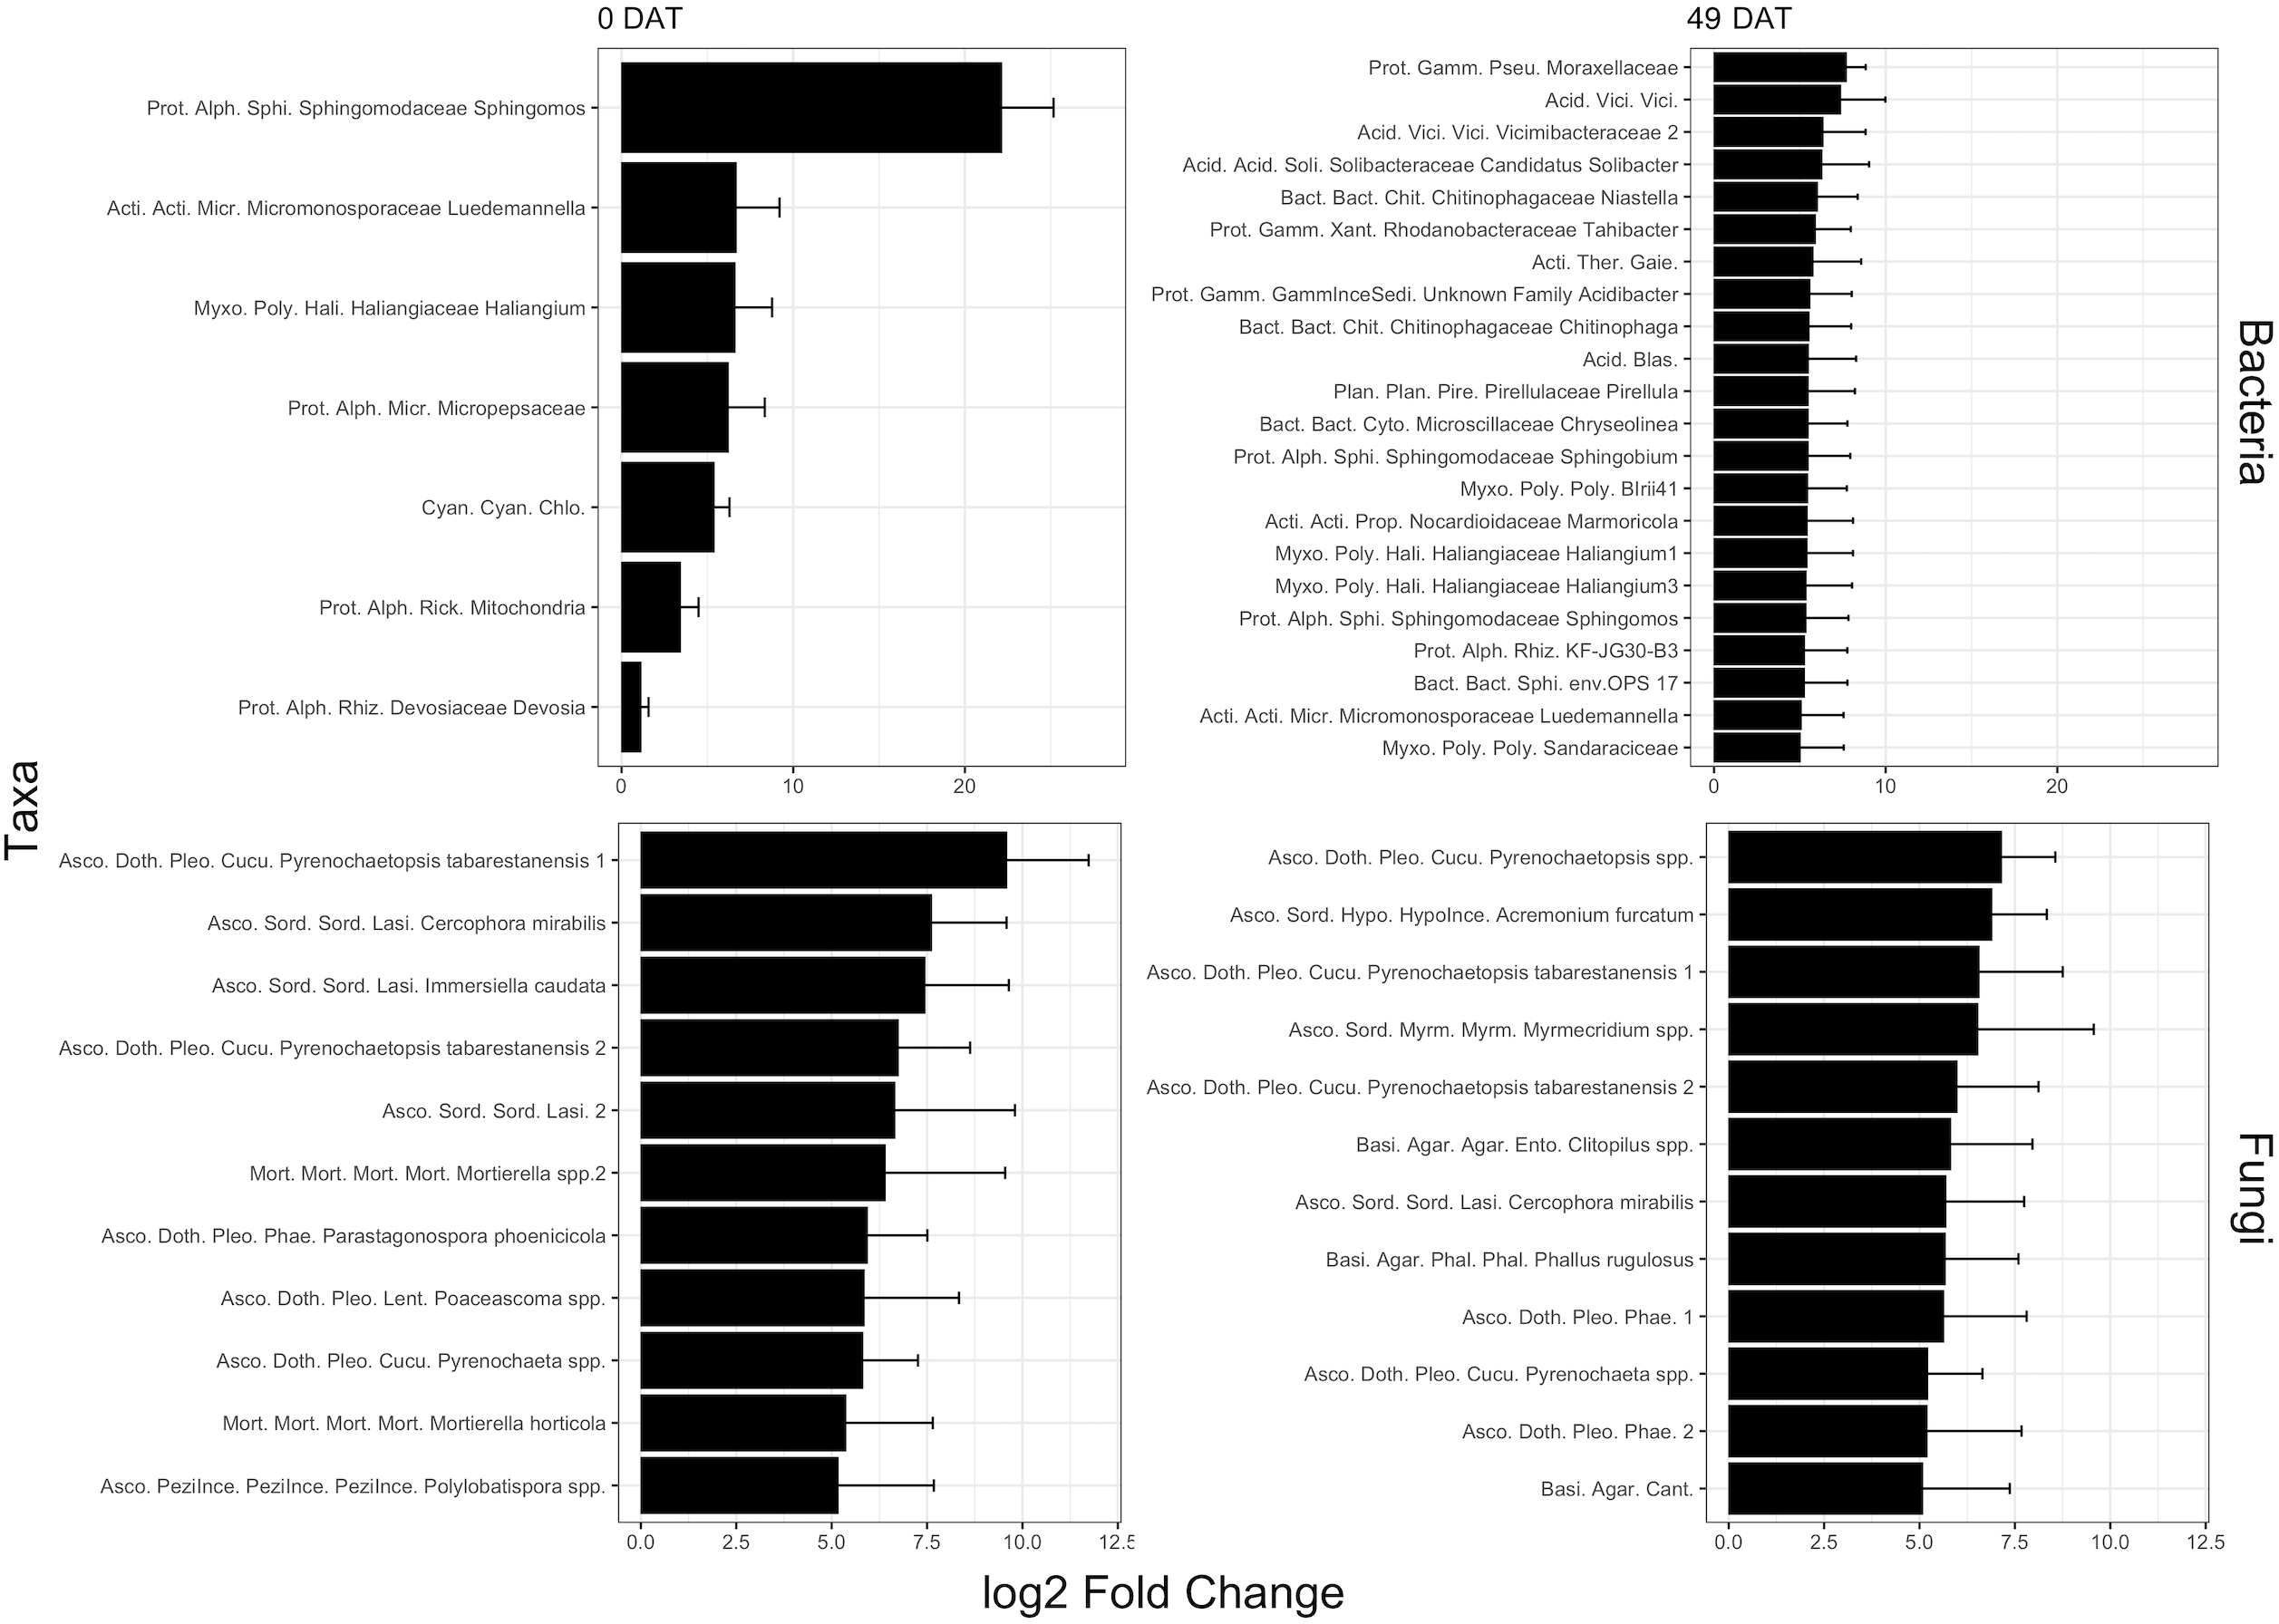 0 DAT
49 DAT
Prot. Alph. Sphi. Sphingomodaceae Sphingomos
Acti. Acti. Micr. Micromonosporaceae Luedemannella
Myxo. Poly. Hali. Haliangiaceae Haliangium
Prot. Alph. Micr. Micropepsaceae
Cyan. Cyan. Chlo.
Prot. Alph. Rick. Mitochondria
Prot. Alph. Rhiz. Devosiaceae Devosia
0 10 20
Prot. Gamm. Pseu. Moraxellaceae
Acid. Vici. Vici.
Acid. Vici. Vici. Vicimibacteraceae 2
Acid. Acid. Soli. Solibacteraceae Candidatus Solibacter
Bact. Bact. Chit. Chitinophagaceae Niastella
Prot. Gamm. Xant. Rhodanobacteraceae Tahibacter
Acti. Ther. Gaie.
Prot. Gamm. GammInceSedi. Unknown Family Acidibacter
Bact. Bact. Chit. Chitinophagaceae Chitinophaga
Acid. Blas.
Plan. Plan. Pire. Pirellulaceae Pirellula
Bact. Bact. Cyto. Microscillaceae Chryseolinea
Prot. Alph. Sphi. Sphingomodaceae Sphingobium
Myxo. Poly. Poly. BIrii41
Acti. Acti. Prop. Nocardioidaceae Marmoricola
Myxo. Poly. Hali. Haliangiaceae Haliangium1
Myxo. Poly. Hali. Haliangiaceae Haliangium3
Prot. Alph. Sphi. Sphingomodaceae Sphingomos
Prot. Alph. Rhiz. KF-JG30-B3
Bact. Bact. Sphi. env.OPS 17
Acti. Acti. Micr. Micromonosporaceae Luedemannella
Myxo. Poly. Poly. Sandaraciceae
0 10 20
Bacteria
Taxa
Asco. Doth. Pleo. Cucu. Pyrenochaetopsis tabarestanensis 1
Asco. Sord. Sord. Lasi. Cercophora mirabilis
Asco. Sord. Sord. Lasi. Immersiella caudata
Asco. Doth. Pleo. Cucu. Pyrenochaetopsis tabarestanensis 2
Asco. Sord. Sord. Lasi. 2
Mort. Mort. Mort. Mort. Mortierella spp.2
Asco. Doth. Pleo. Phae. Parastagonospora phoenicicola
Asco. Doth. Pleo. Lent. Poaceascoma spp.
Asco. Doth. Pleo. Cucu. Pyrenochaeta spp.
Mort. Mort. Mort. Mort. Mortierella horticola
Asco. PeziInce. PeziInce. PeziInce. Polylobatispora spp.
0.0 2.5 5.0 7.5 10.0 12.5
Asco. Doth. Pleo. Cucu. Pyrenochaetopsis spp.
Asco. Sord. Hypo. HypoInce. Acremonium furcatum
Asco. Doth. Pleo. Cucu. Pyrenochaetopsis tabarestanensis 1
Asco. Sord. Myrm. Myrm. Myrmecridium spp.
Asco. Doth. Pleo. Cucu. Pyrenochaetopsis tabarestanensis 2
Basi. Agar. Agar. Ento. Clitopilus spp.
Asco. Sord. Sord. Lasi. Cercophora mirabilis
Basi. Agar. Phal. Phal. Phallus rugulosus
Asco. Doth. Pleo. Phae. 1
Asco. Doth. Pleo. Cucu. Pyrenochaeta spp.
Asco. Doth. Pleo. Phae. 2
Basi. Agar. Cant.
0.0 2.5 5.0 7.5 10.0 12.5
Fungi
log2 Fold Change